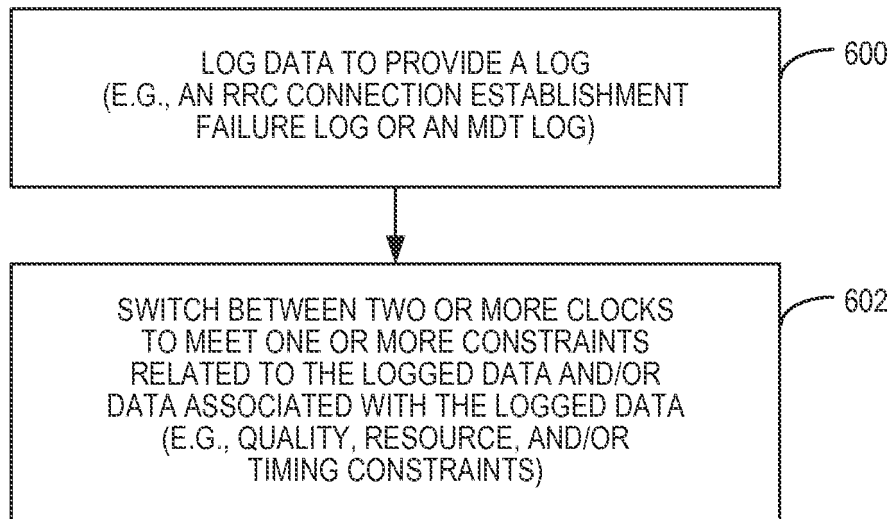 LOG DATA TO PROVIDE A LOG
(E.G., AN RRC CONNECTION ESTABLISHMENT
FAILURE LOG OR AN MDT LOG)
600
SWITCH BETWEEN TWO OR MORE CLOCKS
TO MEET ONE OR MORE CONSTRAINTS
RELATED TO THE LOGGED DATA AND/OR
DATA ASSOCIATED WITH THE LOGGED DATA
(E.G., QUALITY, RESOURCE, AND/OR
TIMING CONSTRAINTS)
602